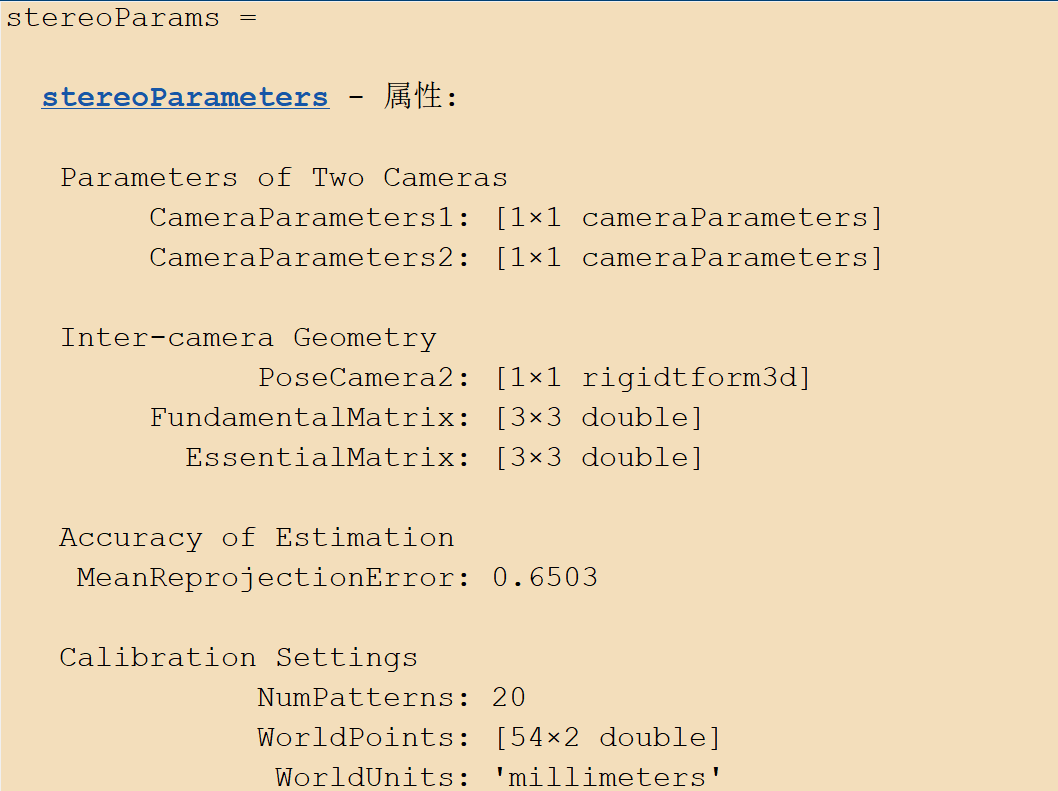 stereoParams =
stereoParameters - 属性:
Parameters of Two Cameras
CameraParameters1: [1×1 cameraParameters]
CameraParameters2: [1×1 cameraParameters]
Inter-camera Geometry
PoseCamera2: [1×1 rigidtform3d]
FundamentalMatrix: [3×3 double]
EssentialMatrix: [3×3 double]
Accuracy of Estimation
MeanReprojectionError: 0.6503
Calibration Settings
NumPatterns: 20
WorldPoints: [54×2 double]
WorldUnits: 'millimeters'